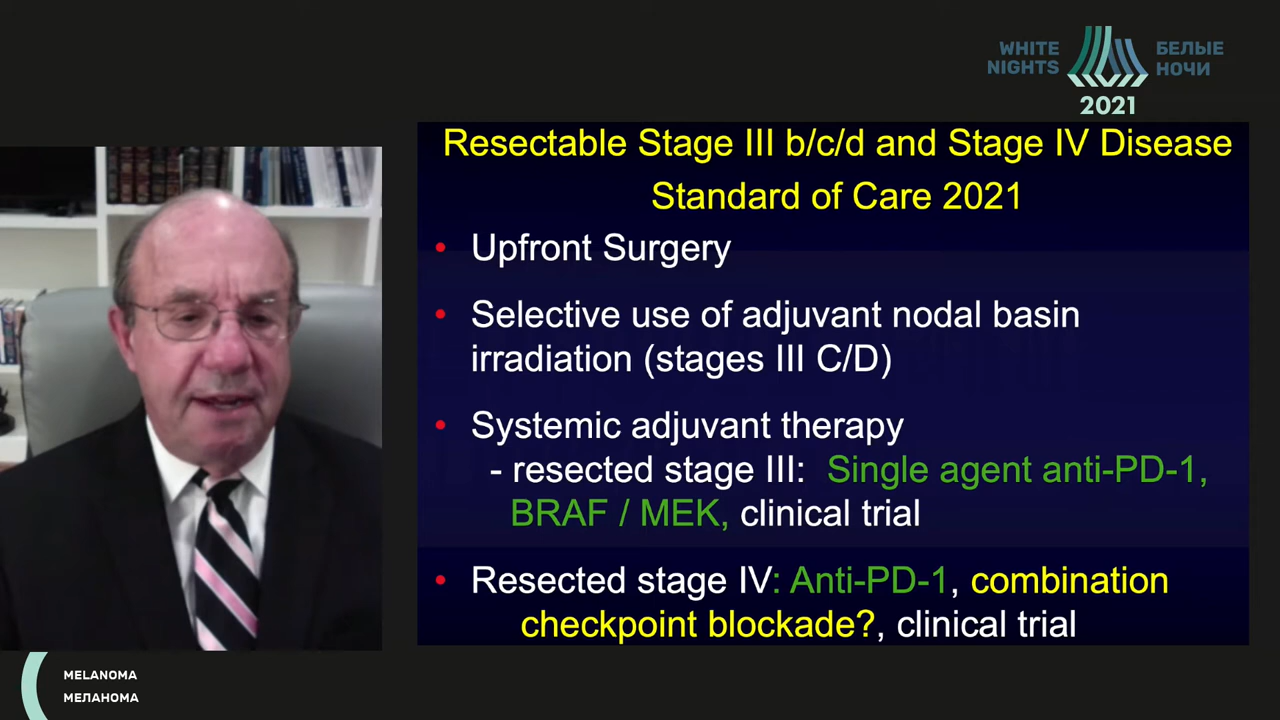 WHITE
NIGHTS
БЕЛЫЕ
НОЧИ
2021
Resectable Stage III b/c/d and Stage IV Disease
Standard of Care 2021
• Upfront Surgery
• Selective use of adjuvant nodal basin
irradiation (stages III C/D)
• Systemic adjuvant therapy
- resected stage III: Single agent anti-PD-1,
BRAF / MEK, clinical trial
• Resected stage IV: Anti-PD-1, combination
checkpoint blockade?, clinical trial
MELANOMA
МЕЛАНОМА